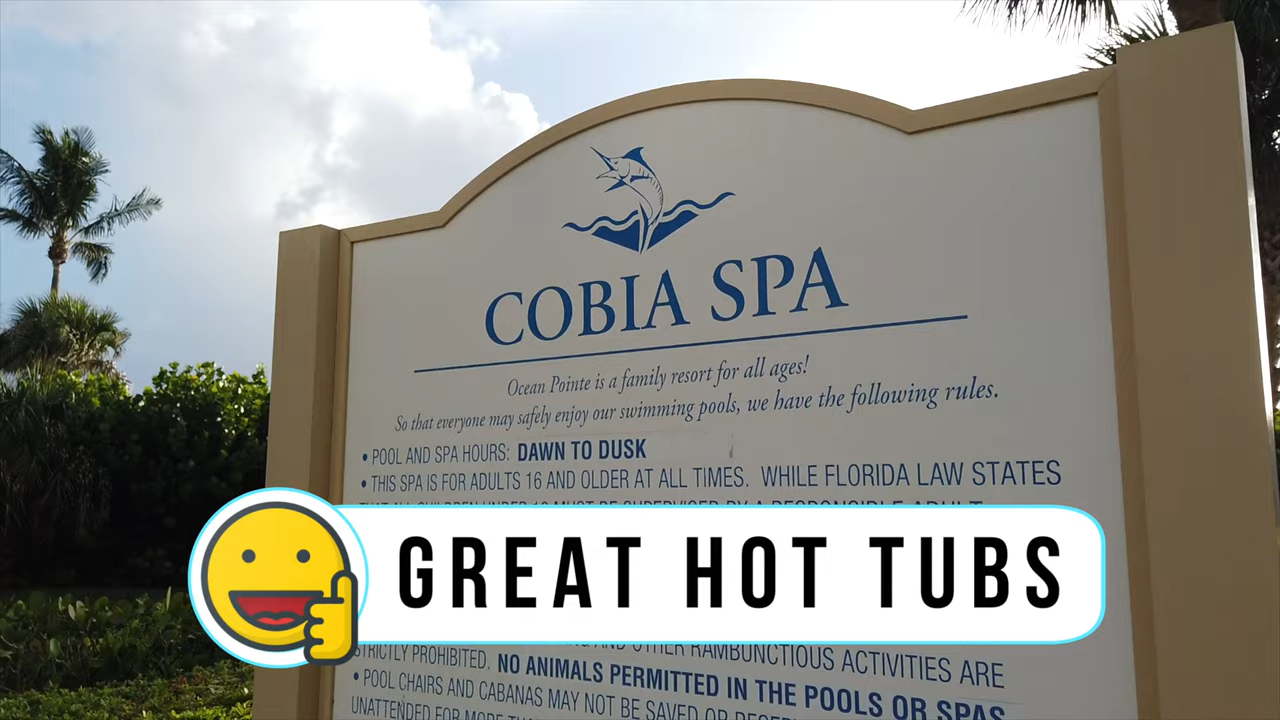 COBIA SPA
Ocean Pointe is a family resort for all ages!
So that everyone may safely enjoy our swimming pools, we have the following rules.
• POOL AND SPA HOURS: DAWN TO DUSK
• THIS SPA IS FOR ADULTS 16 AND OLDER AT ALL TIMES. WHILE FLORIDA LAW STATES
GREAT HOT TUBS
AND OTHER RAMBUNCTIOUS ACTIVITIES ARE
STRICTLY PROHIBITED. NO ANIMALS PERMITTED IN THE POOLS OR SPAS
• POOL CHAIRS AND CABANAS MAY NOT BE SAVED OR
UNATTENDED FOR MORE